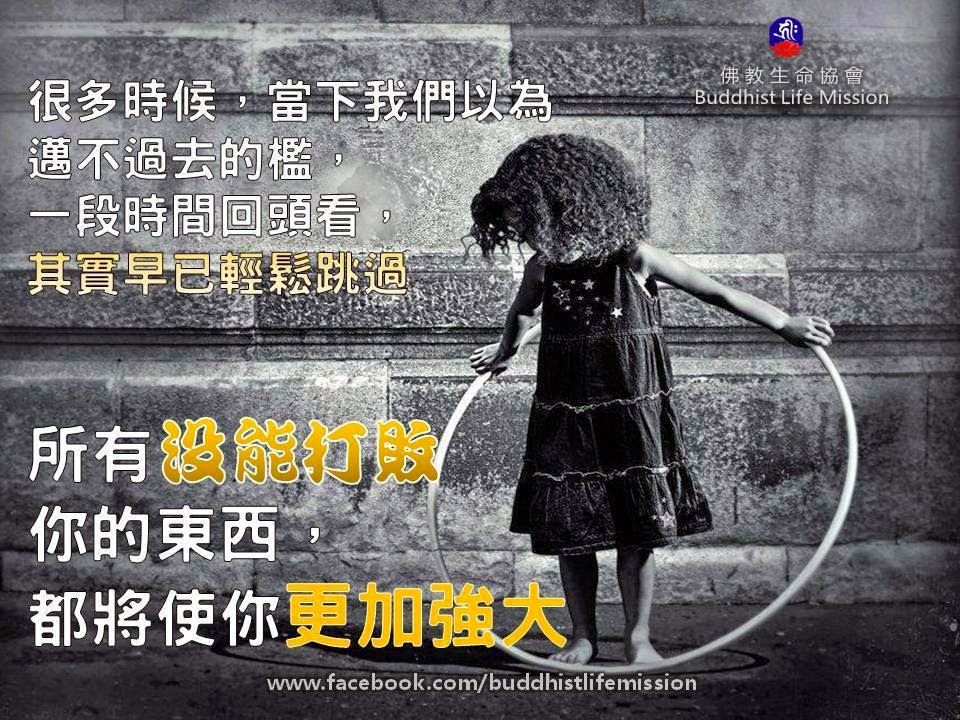 佛教生命協會
Buddhist Life Mission
很多時候，當下我們以為
邁不過去的檻，
一段時間回頭看，
其實早已輕鬆跳過
所有没能打敗
你的東西，
都將使你更加強大
www.facebook.com/buddhistlifemission